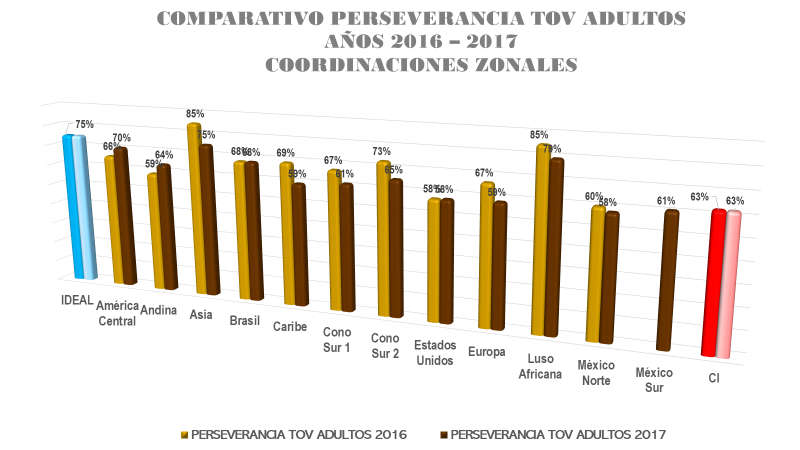 COMPARATIVO PERSEVERANCIA TOV ADULTOS
AÑOS 2016 – 2017
COORDINACIONES ZONALES
75%
66%
70%
59%
64%
85%
75%
68%
68%
69%
59%
67%
61%
73%
65%
58%
58%
67%
59%
85%
79%
60%
58%
61%
63%
63%
IDEAL
América
Central
Andina
Asia
Brasil
Caribe
Cono
Sur 1
Cono
Sur 2
Estados
Unidos
Europa
Luso
Africana
México
Norte
México
Sur
CI
PERSEVERANCIA TOV ADULTOS 2016
PERSEVERANCIA TOV ADULTOS 2017